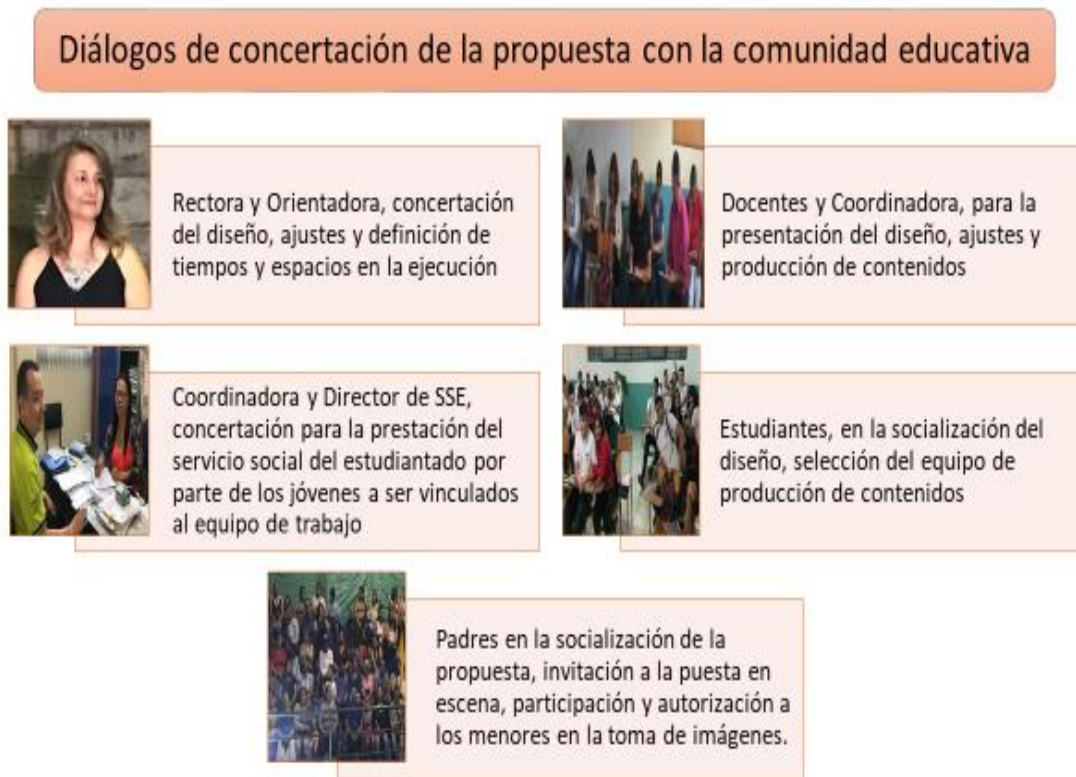 Diálogos de concertación de la propuesta con la comunidad educativa
Rectora y Orientadora, concertación
del diseño, ajustes y definición de
tiempos y espacios en la ejecución
Docentes y Coordinadora, para la
presentación del diseño, ajustes y
producción de contenidos
Coordinadora y Director de SSE,
concertación para la prestación del
servicio social del estudiantado por
parte de los jóvenes a ser vinculados
al equipo de trabajo
Estudiantes, en la socialización del
diseño, selección del equipo de
producción de contenidos
Padres en la socialización de la
propuesta, invitación a la puesta en
escena, participación y autorización a
los menores en la toma de imágenes.